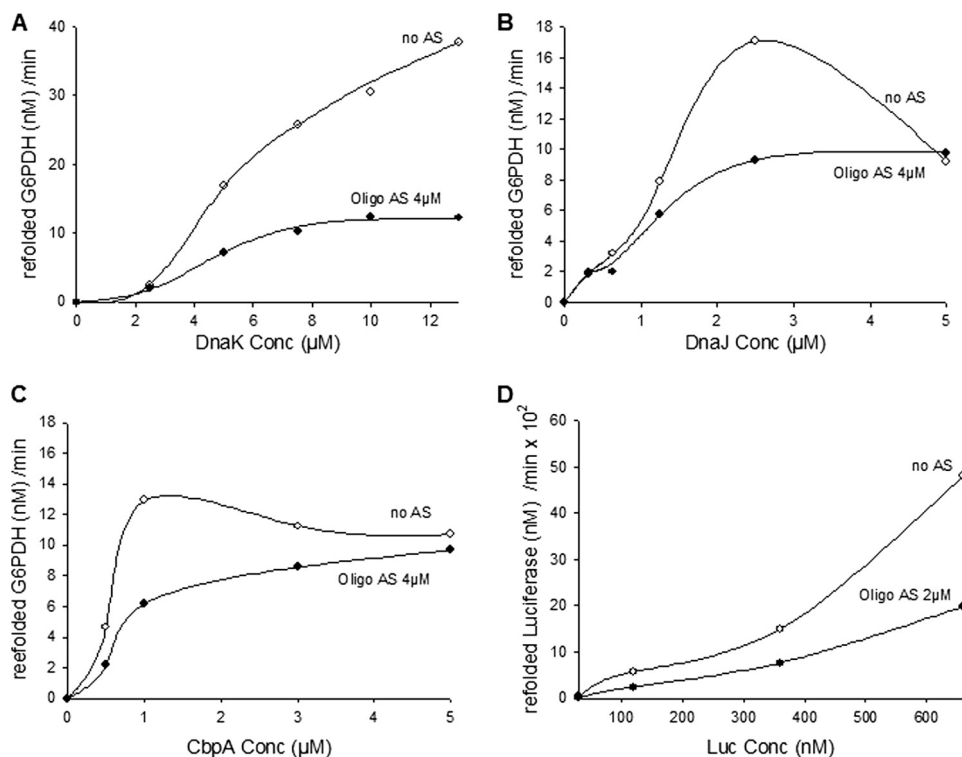 A
refolded G6PDH (nM) /min
40
30
20
10
0
no AS
Oligo AS 4µM
0 2 4 6 8 10 12
DnaK Conc (µM)
B
refolded G6PDH (nM) /min
18
16
14
12
10
8
6
4
2
0
no AS
Oligo AS 4µM
0 1 2 3 4 5
DnaJ Conc (µM)
C
reefolded G6PDH (nM) /min
18
16
14
12
10
8
6
4
2
0
no AS
Oligo AS 4µM
0 1 2 3 4 5
CbpA Conc (µM)
D
refolded Luciferase (nM) /min x 10²
60
50
40
30
20
10
0
no AS
Oligo AS 2µM
100 200 300 400 500 600
Luc Conc (nM)